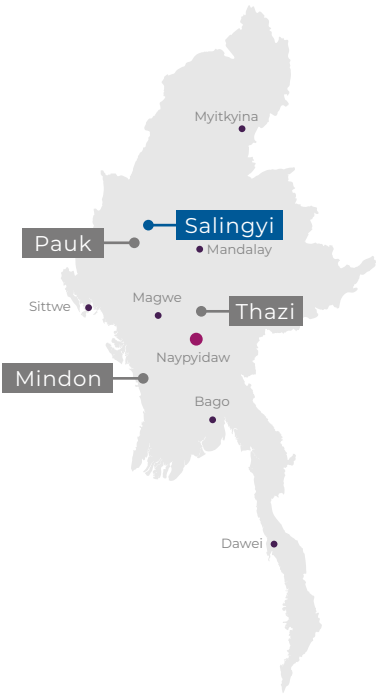 Myitkyina
Salingyi
Pauk
Mandalay
Magwe
Sittwe
Thazi
Naypyidaw
Mindon
Bago
Dawei